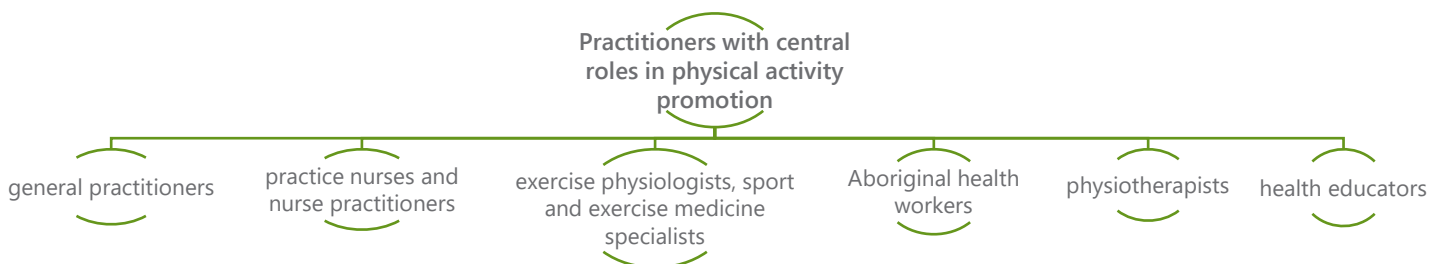 Practitioners with central
roles in physical activity
promotion
general practitioners
practice nurses and
nurse practitioners
exercise physiologists, sport
and exercise medicine
specialists
Aboriginal health
workers
physiotherapists
health educators